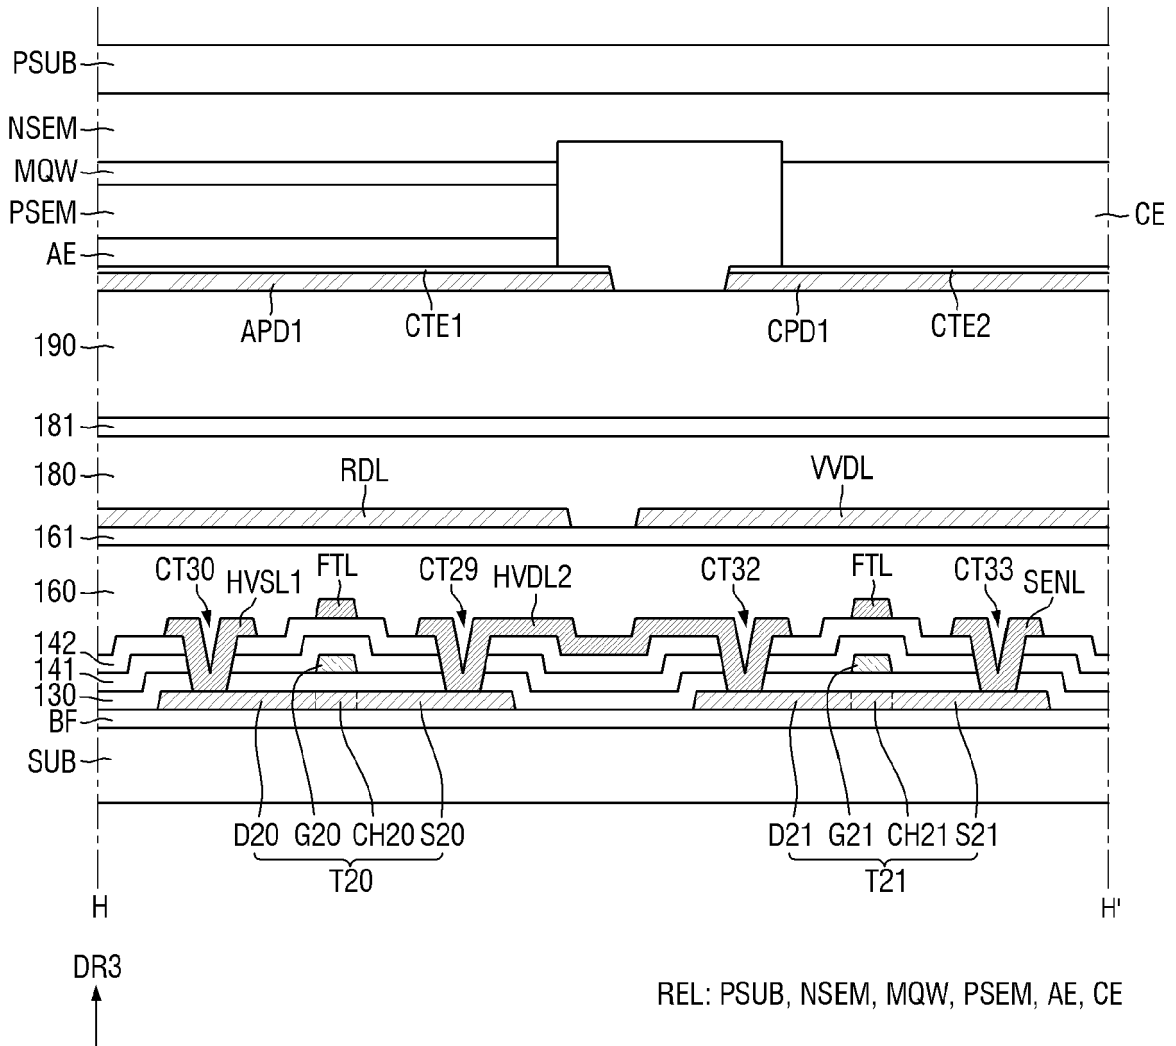 PSUB
NSEM
MQW
PSEM
CE
AE
APD1 CTE1 CPD1 CTE2
190
181
180 RDL VVDL
161
160 CT30 HVSL1 FTL CT29 HVDL2 CT32 FTL CT33 SENL
142
141
130
BF
SUB
D20 G20 CH20 S20 D21 G21 CH21 S21
T20 T21
H H'
DR3
REL: PSUB, NSEM, MQW, PSEM, AE, CE